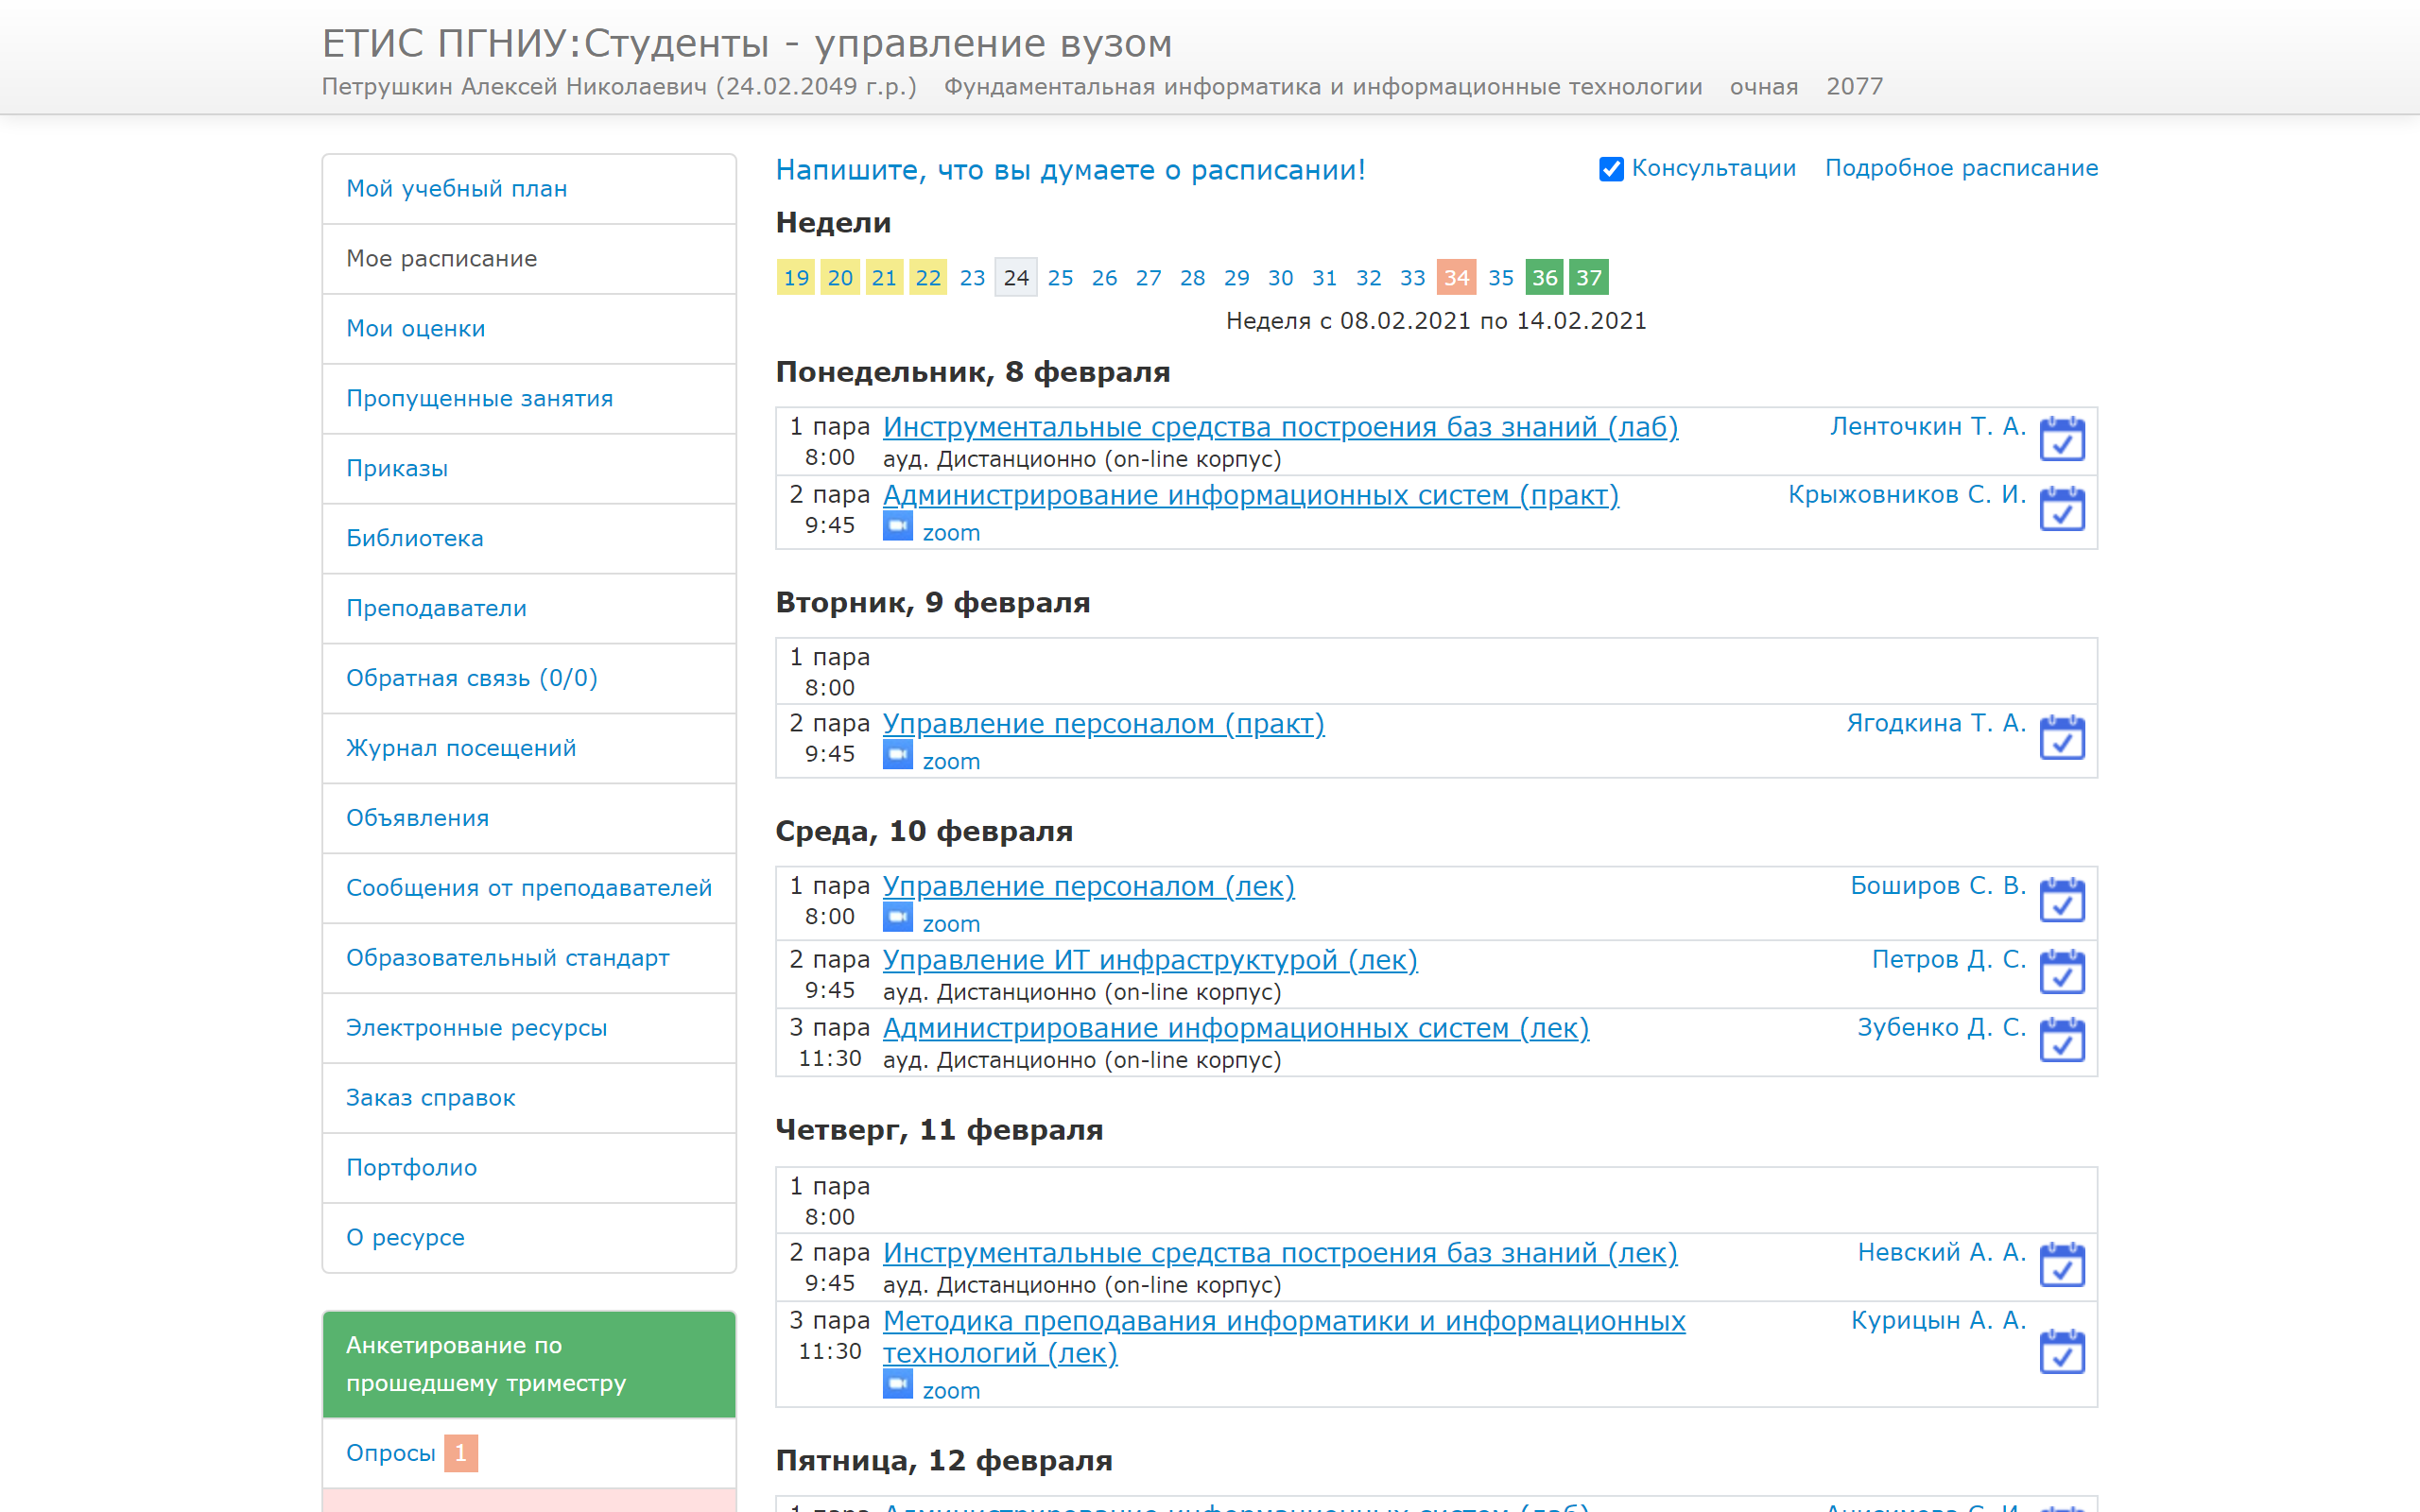 ЕТИС ПГНИУ:Студенты - управление вузом
Петрушкин Алексей Николаевич (24.02.2049 г.р.) Фундаментальная информатика и информационные технологии очная 2077
Мой учебный план
Мое расписание
Мои оценки
Пропущенные занятия
Приказы
Библиотека
Преподаватели
Обратная связь (0/0)
Журнал посещений
Объявления
Сообщения от преподавателей
Образовательный стандарт
Электронные ресурсы
Заказ справок
Портфолио
О ресурсе
Анкетирование по
прошедшему триместру
Опросы 1
Напишите, что вы думаете о расписании!
Консультации Подробное расписание
Недели
19 20 21 22 23 24 25 26 27 28 29 30 31 32 33 34 35 36 37
Неделя с 08.02.2021 по 14.02.2021
Понедельник, 8 февраля
1 пара Инструментальные средства построения баз знаний (лаб) Ленточкин Т. А.
8:00 ауд. Дистанционно (on-line корпус)
2 пара Администрирование информационных систем (практ) Крыжовников С. И.
9:45 zoom
Вторник, 9 февраля
1 пара
8:00
2 пара Управление персоналом (практ) Ягодкина Т. А.
9:45 zoom
Среда, 10 февраля
1 пара Управление персоналом (лек) Боширов С. В.
8:00 zoom
2 пара Управление ИТ инфраструктурой (лек) Петров Д. С.
9:45 ауд. Дистанционно (on-line корпус)
3 пара Администрирование информационных систем (лек) Зубенко Д. С.
11:30 ауд. Дистанционно (on-line корпус)
Четверг, 11 февраля
1 пара
8:00
2 пара Инструментальные средства построения баз знаний (лек) Невский А. А.
9:45 ауд. Дистанционно (on-line корпус)
3 пара Методика преподавания информатики и информационных Курицын А. А.
11:30 технологий (лек)
zoom
Пятница, 12 февраля
1 пара Администрирование информационных систем (лаб) Анисимова С. И.